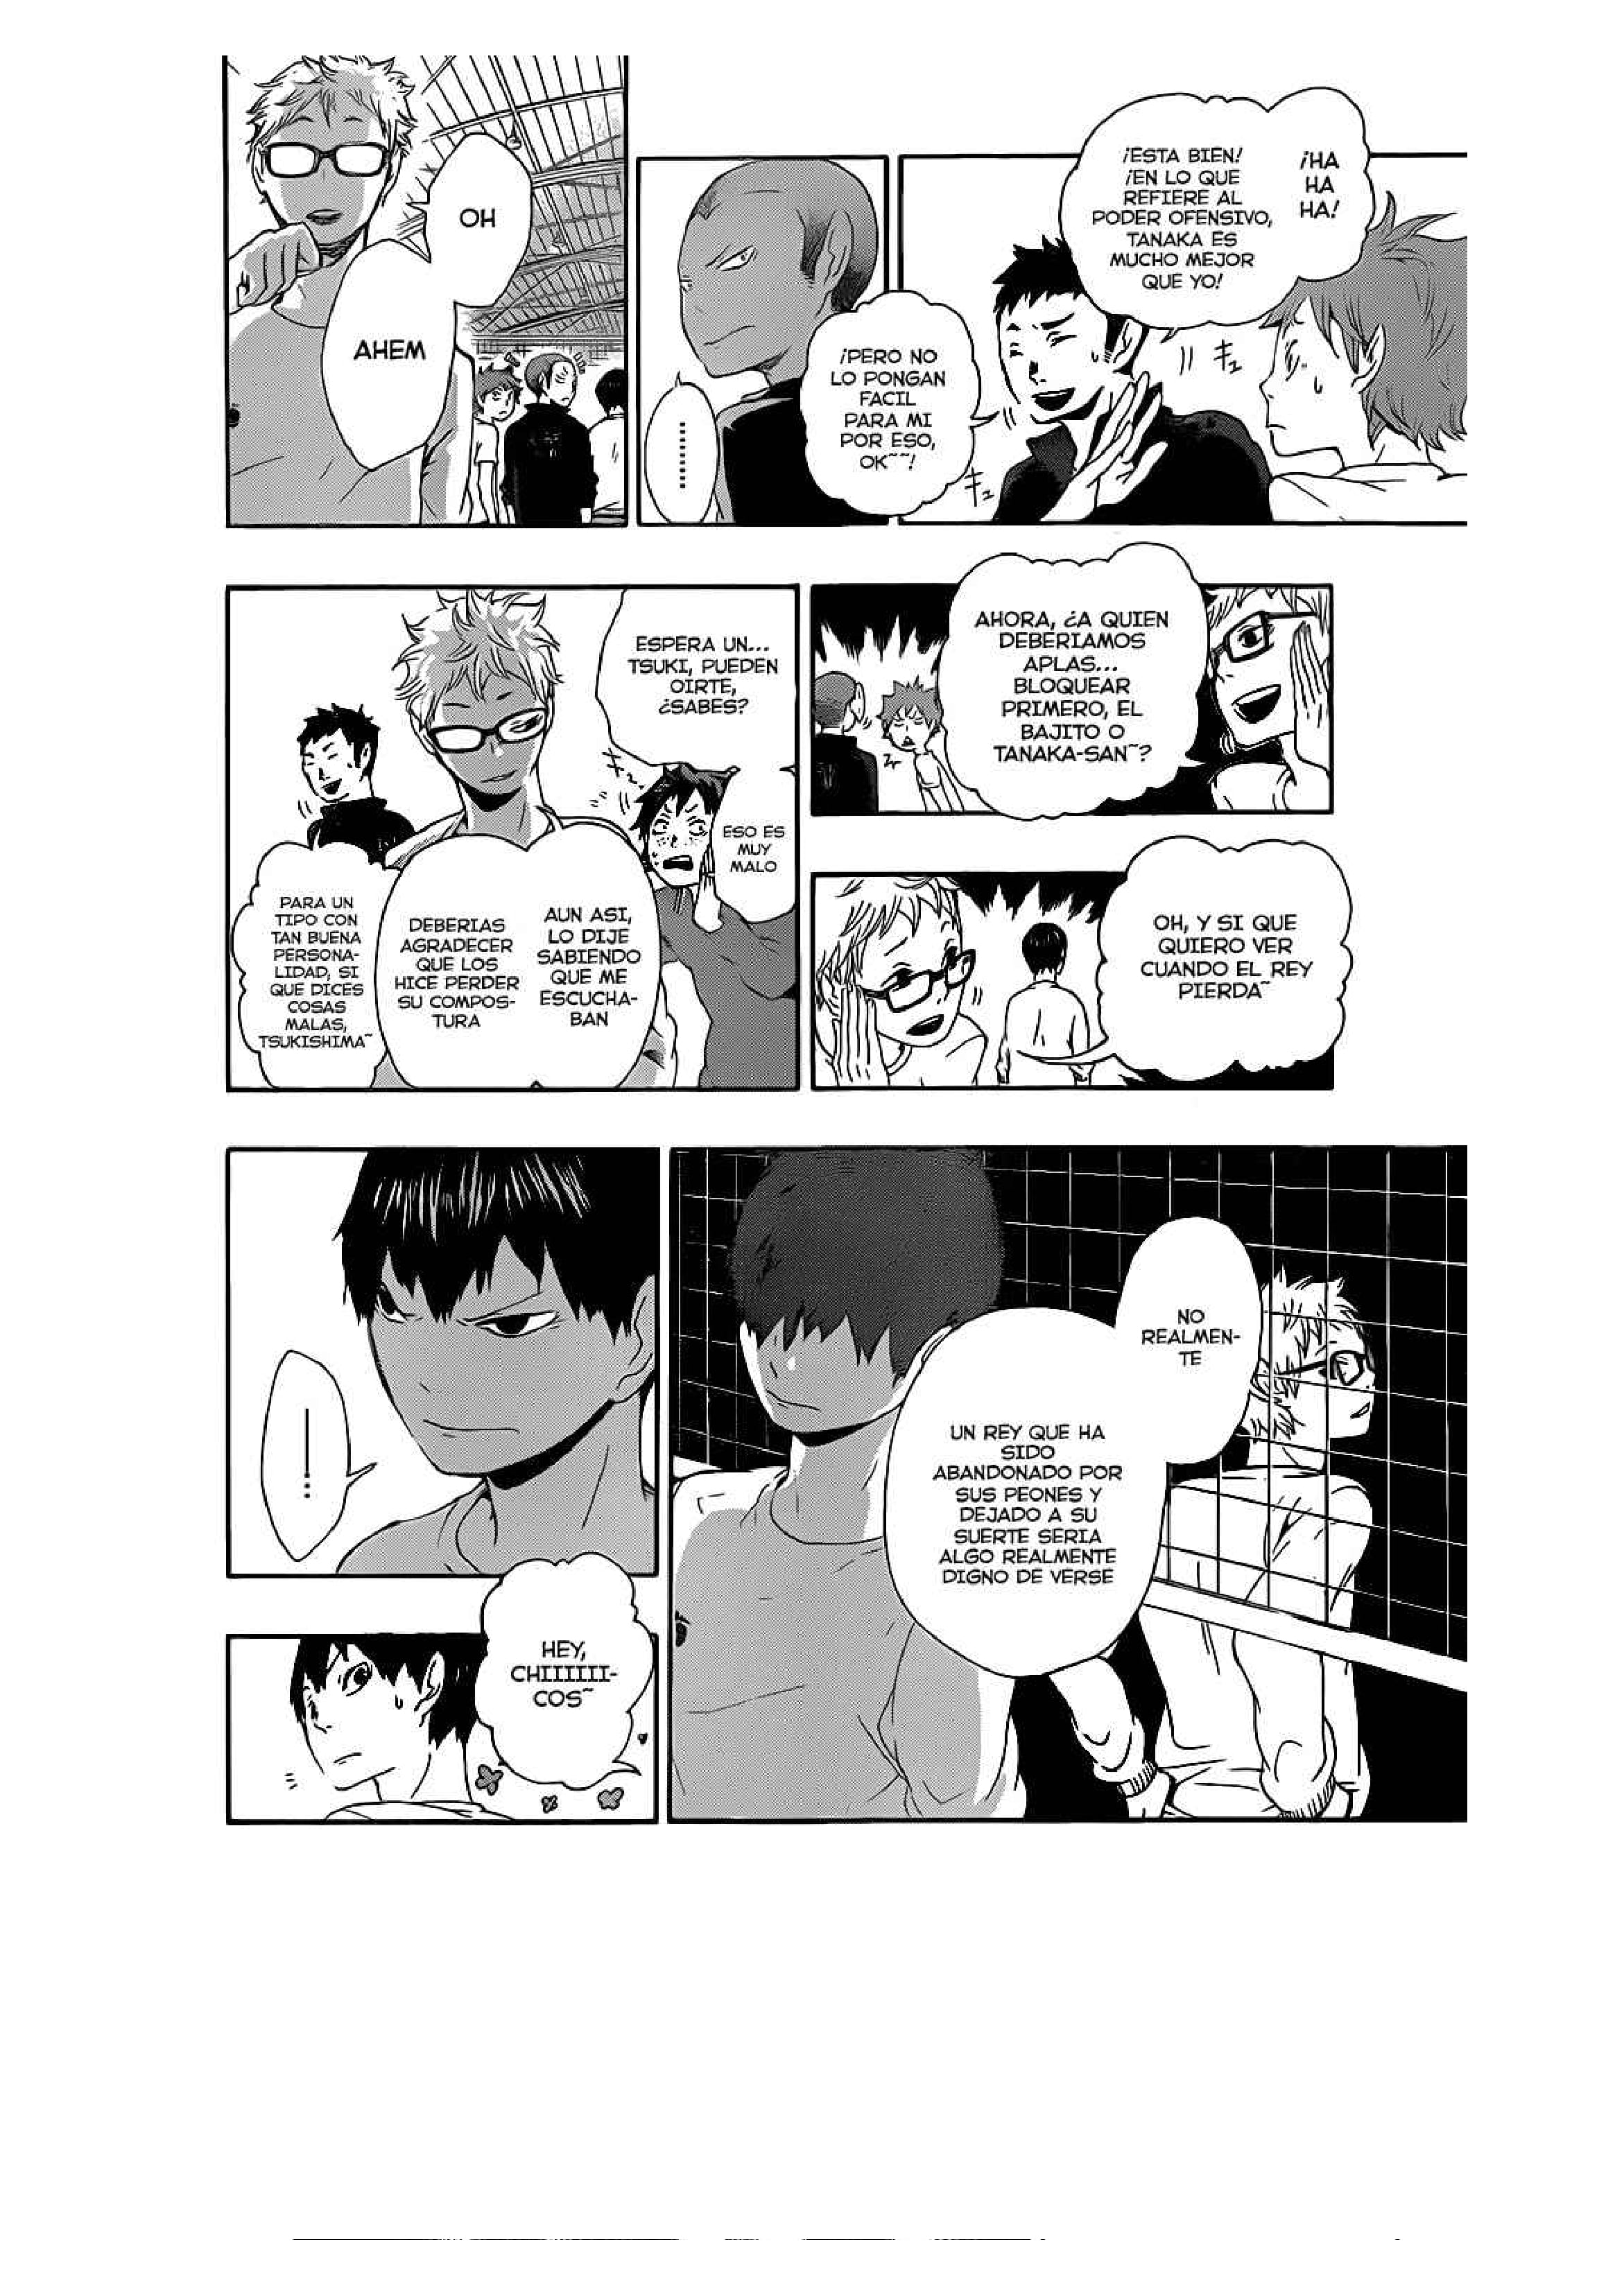 ¡HA
HA
HA!
¡ESTA BIEN!
¡EN LO QUE
REFIERE AL
PODER OFENSIVO,
TANAKA ES
MUCHO MEJOR
QUE YO!
¡PERO NO
LO PONGAN
FACIL
PARA MI
POR ESO,
OK~~!
.........
OH
AHEM
AHORA, ¿A QUIEN
DEBERIAMOS
APLAS...
BLOQUEAR
PRIMERO, EL
BAJITO O
TANAKA-SAN~?
OH, Y SI QUE
QUIERO VER
CUANDO EL REY
PIERDA~
ESPERA UN...
TSUKI, PUEDEN
OIRTE,
¿SABES?
ESO ES
MUY
MALO
AUN ASI,
LO DIJE
SABIENDO
QUE ME
ESCUCHA-
BAN
DEBERIAS
AGRADECER
QUE LOS
HICE PERDER
SU COMPOS-
TURA
PARA UN
TIPO CON
TAN BUENA
PERSONA-
LIDAD, SI
QUE DICES
COSAS
MALAS,
TSUKISHIMA~
NO
REALMEN-
TE
UN REY QUE HA
SIDO
ABANDONADO POR
SUS PEONES Y
DEJADO A SU
SUERTE SERIA
ALGO REALMENTE
DIGNO DE VERSE
HEY,
CHIIIIII-
COS~